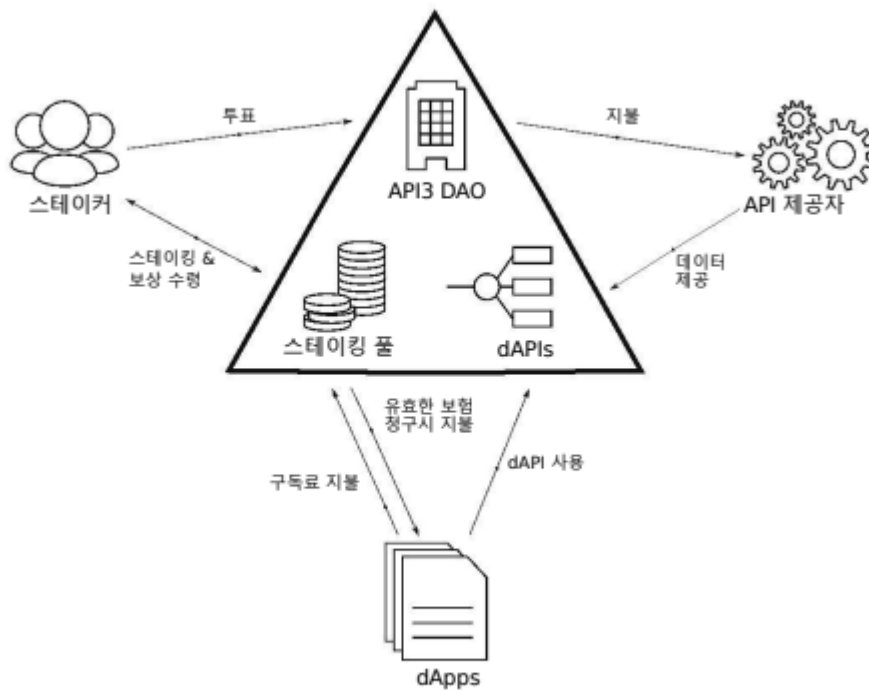 투표
지불
API3 DAO
스테이커
API 제공자
스테이킹 &
보상 수령
데이터
제공
스테이킹 풀
dAPIs
유효한 보험
청구시 지불
구독료 지불
dAPI 사용
dApps